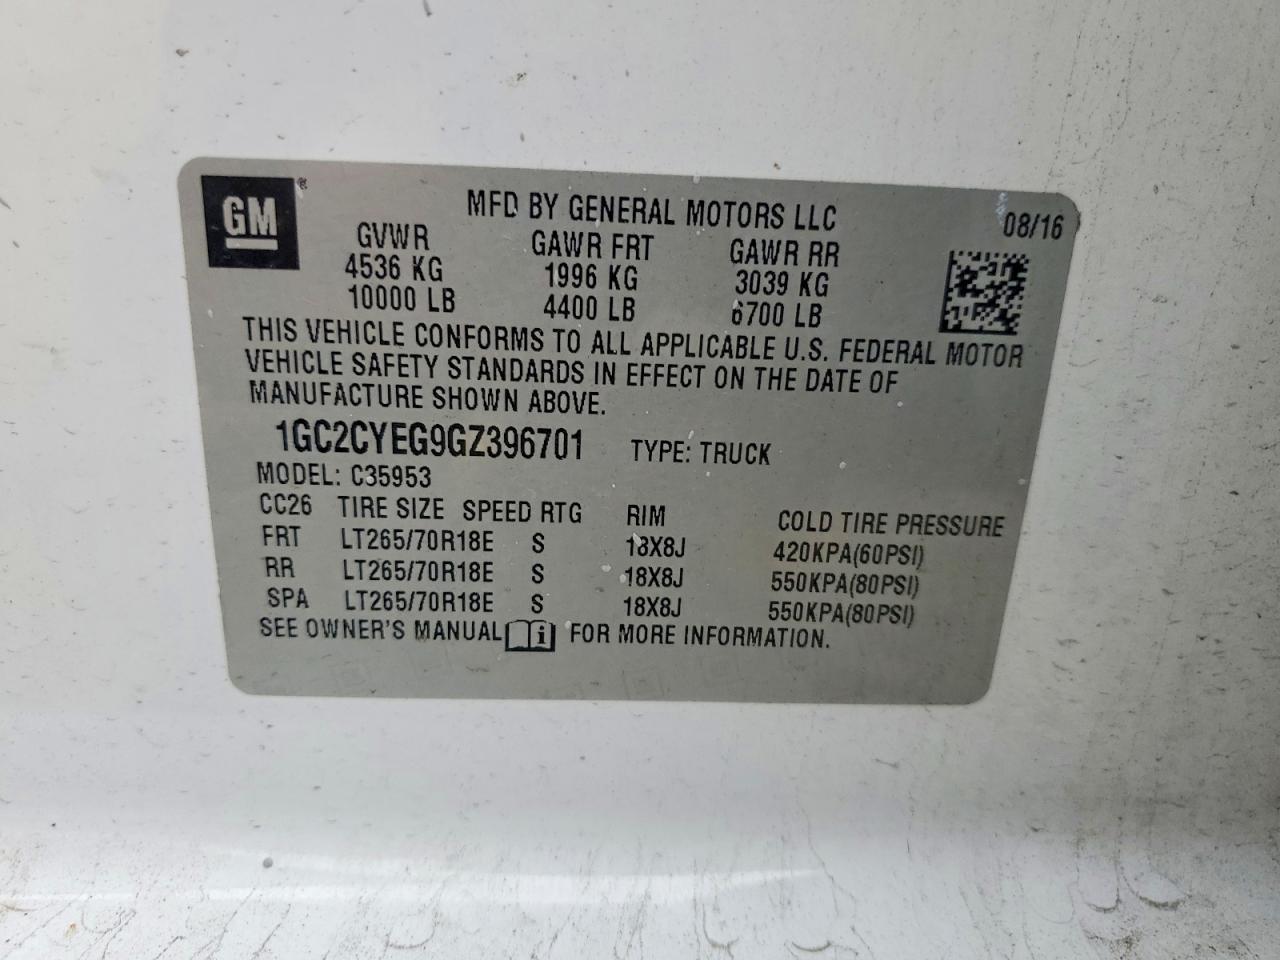 GM ®
MFD BY GENERAL MOTORS LLC 08/16
GVWR GAWR FRT GAWR RR
4536 KG 1996 KG 3039 KG
10000 LB 4400 LB 6700 LB
THIS VEHICLE CONFORMS TO ALL APPLICABLE U.S. FEDERAL MOTOR
VEHICLE SAFETY STANDARDS IN EFFECT ON THE DATE OF
MANUFACTURE SHOWN ABOVE.
1GC2CYEG9GZ396701 TYPE: TRUCK
MODEL: C35953
CC26 TIRE SIZE SPEED RTG RIM COLD TIRE PRESSURE
FRT LT265/70R18E S 18X8J 420KPA(60PSI)
RR LT265/70R18E S 18X8J 550KPA(80PSI)
SPA LT265/70R18E S 18X8J 550KPA(80PSI)
SEE OWNER'S MANUAL i FOR MORE INFORMATION.